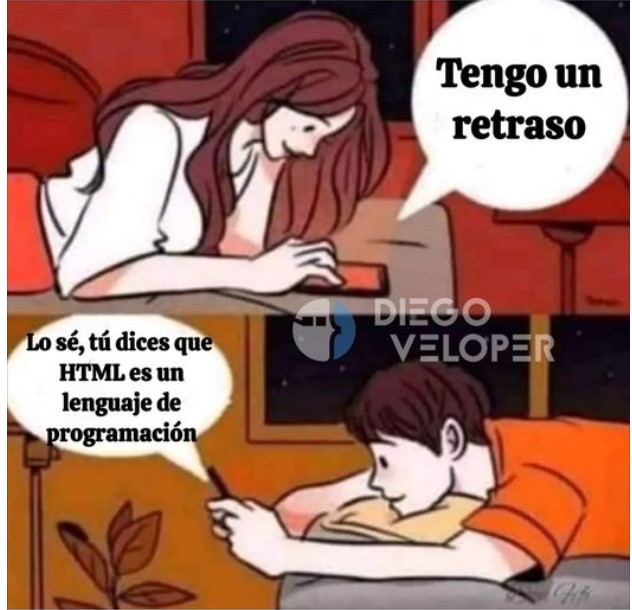 Tengo un
retraso
DIEGO
VELOPER
Lo sé, tú dices que
HTML es un
lenguaje de
programación